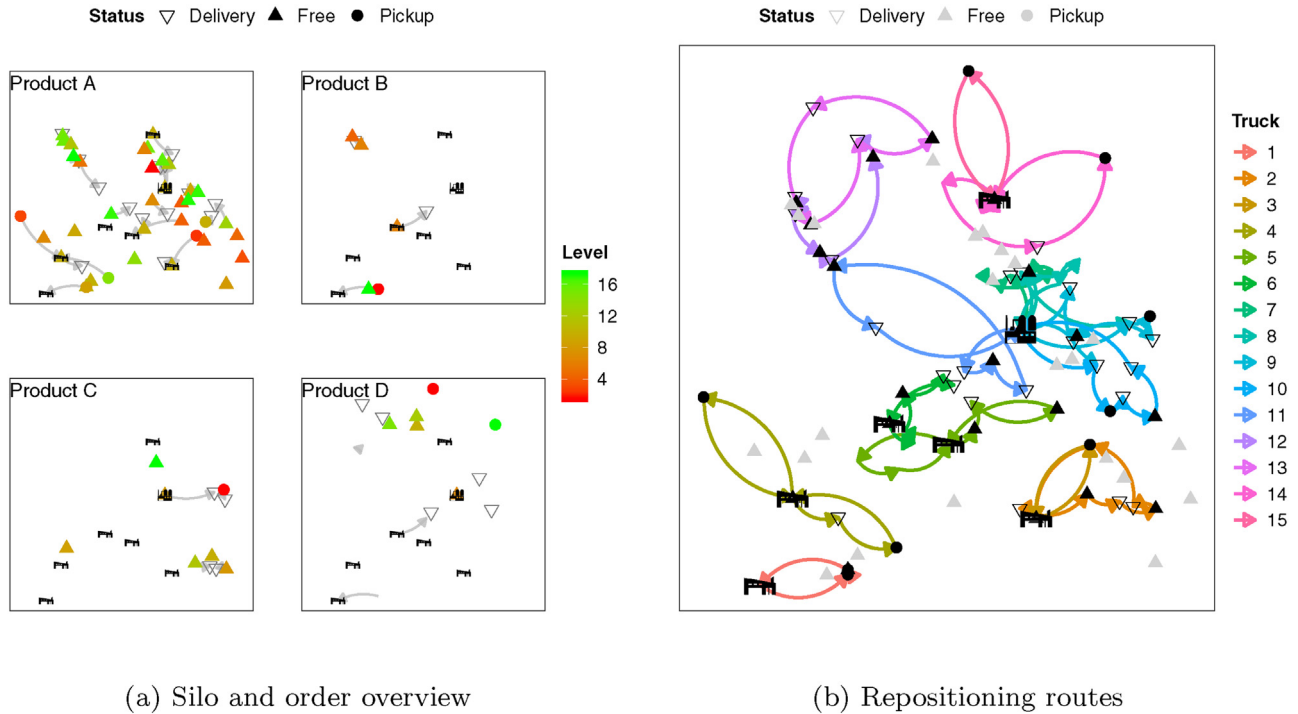 Status Delivery Free Pickup
Product A
Product B
Level
16
12
8
4
Product C
Product D
(a) Silo and order overview
Status Delivery Free Pickup
Truck
1
2
3
4
5
6
7
8
9
10
11
12
13
14
15
(b) Repositioning routes